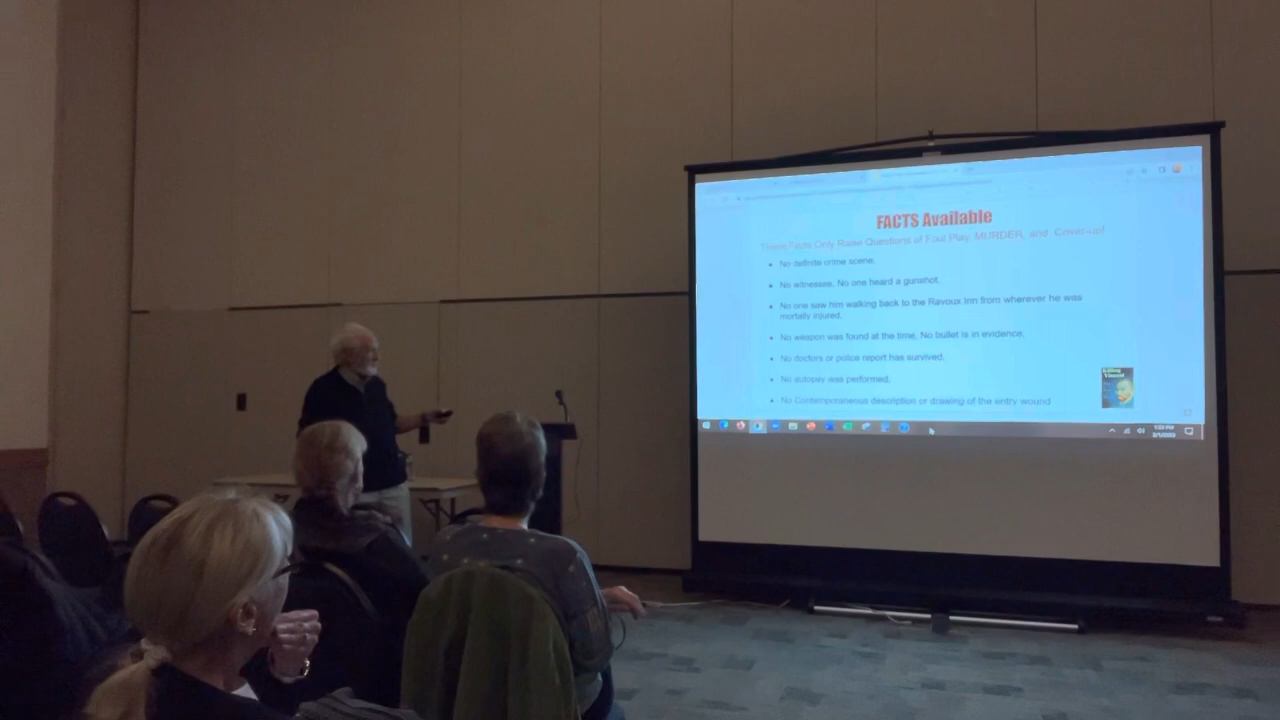 FACTS Available
These Facts Only Raise Questions of Foul Play, MURDER, and Cover-up!
• No definite crime scene.
• No witnesses. No one heard a gunshot.
• No one saw him walking back to the Ravoux Inn from wherever he was
mortally injured.
• No weapon was found at the time. No bullet is in evidence.
• No doctors or police report has survived.
• No autopsy was performed.
• No Contemporaneous description or drawing of the entry wound
Killing
Vincent